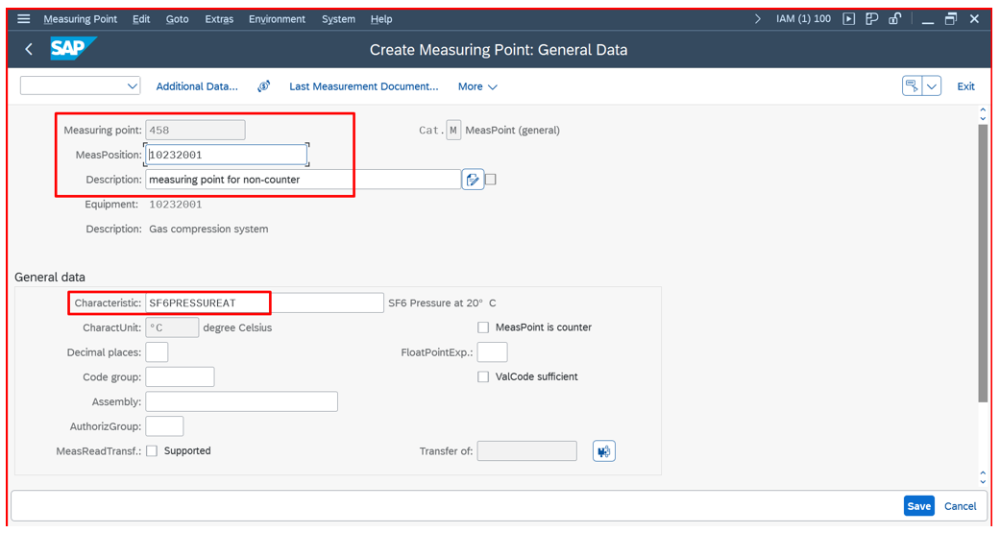 Measuring Point Edit Goto Extras Environment System Help IAM (1) 100
SAP Create Measuring Point: General Data
Additional Data... Last Measurement Document... More Exit
Measuring point: 458 Cat. M MeasPoint (general)
MeasPosition: 10232001
Description: measuring point for non-counter
Equipment: 10232001
Description: Gas compression system
General data
Characteristic: SF6PRESSUREAT SF6 Pressure at 20° C
CharactUnit: °C degree Celsius MeasPoint is counter
Decimal places: FloatPointExp.:
Code group: ValCode sufficient
Assembly:
AuthorizGroup:
MeasReadTransf.: Supported Transfer of:
Save Cancel